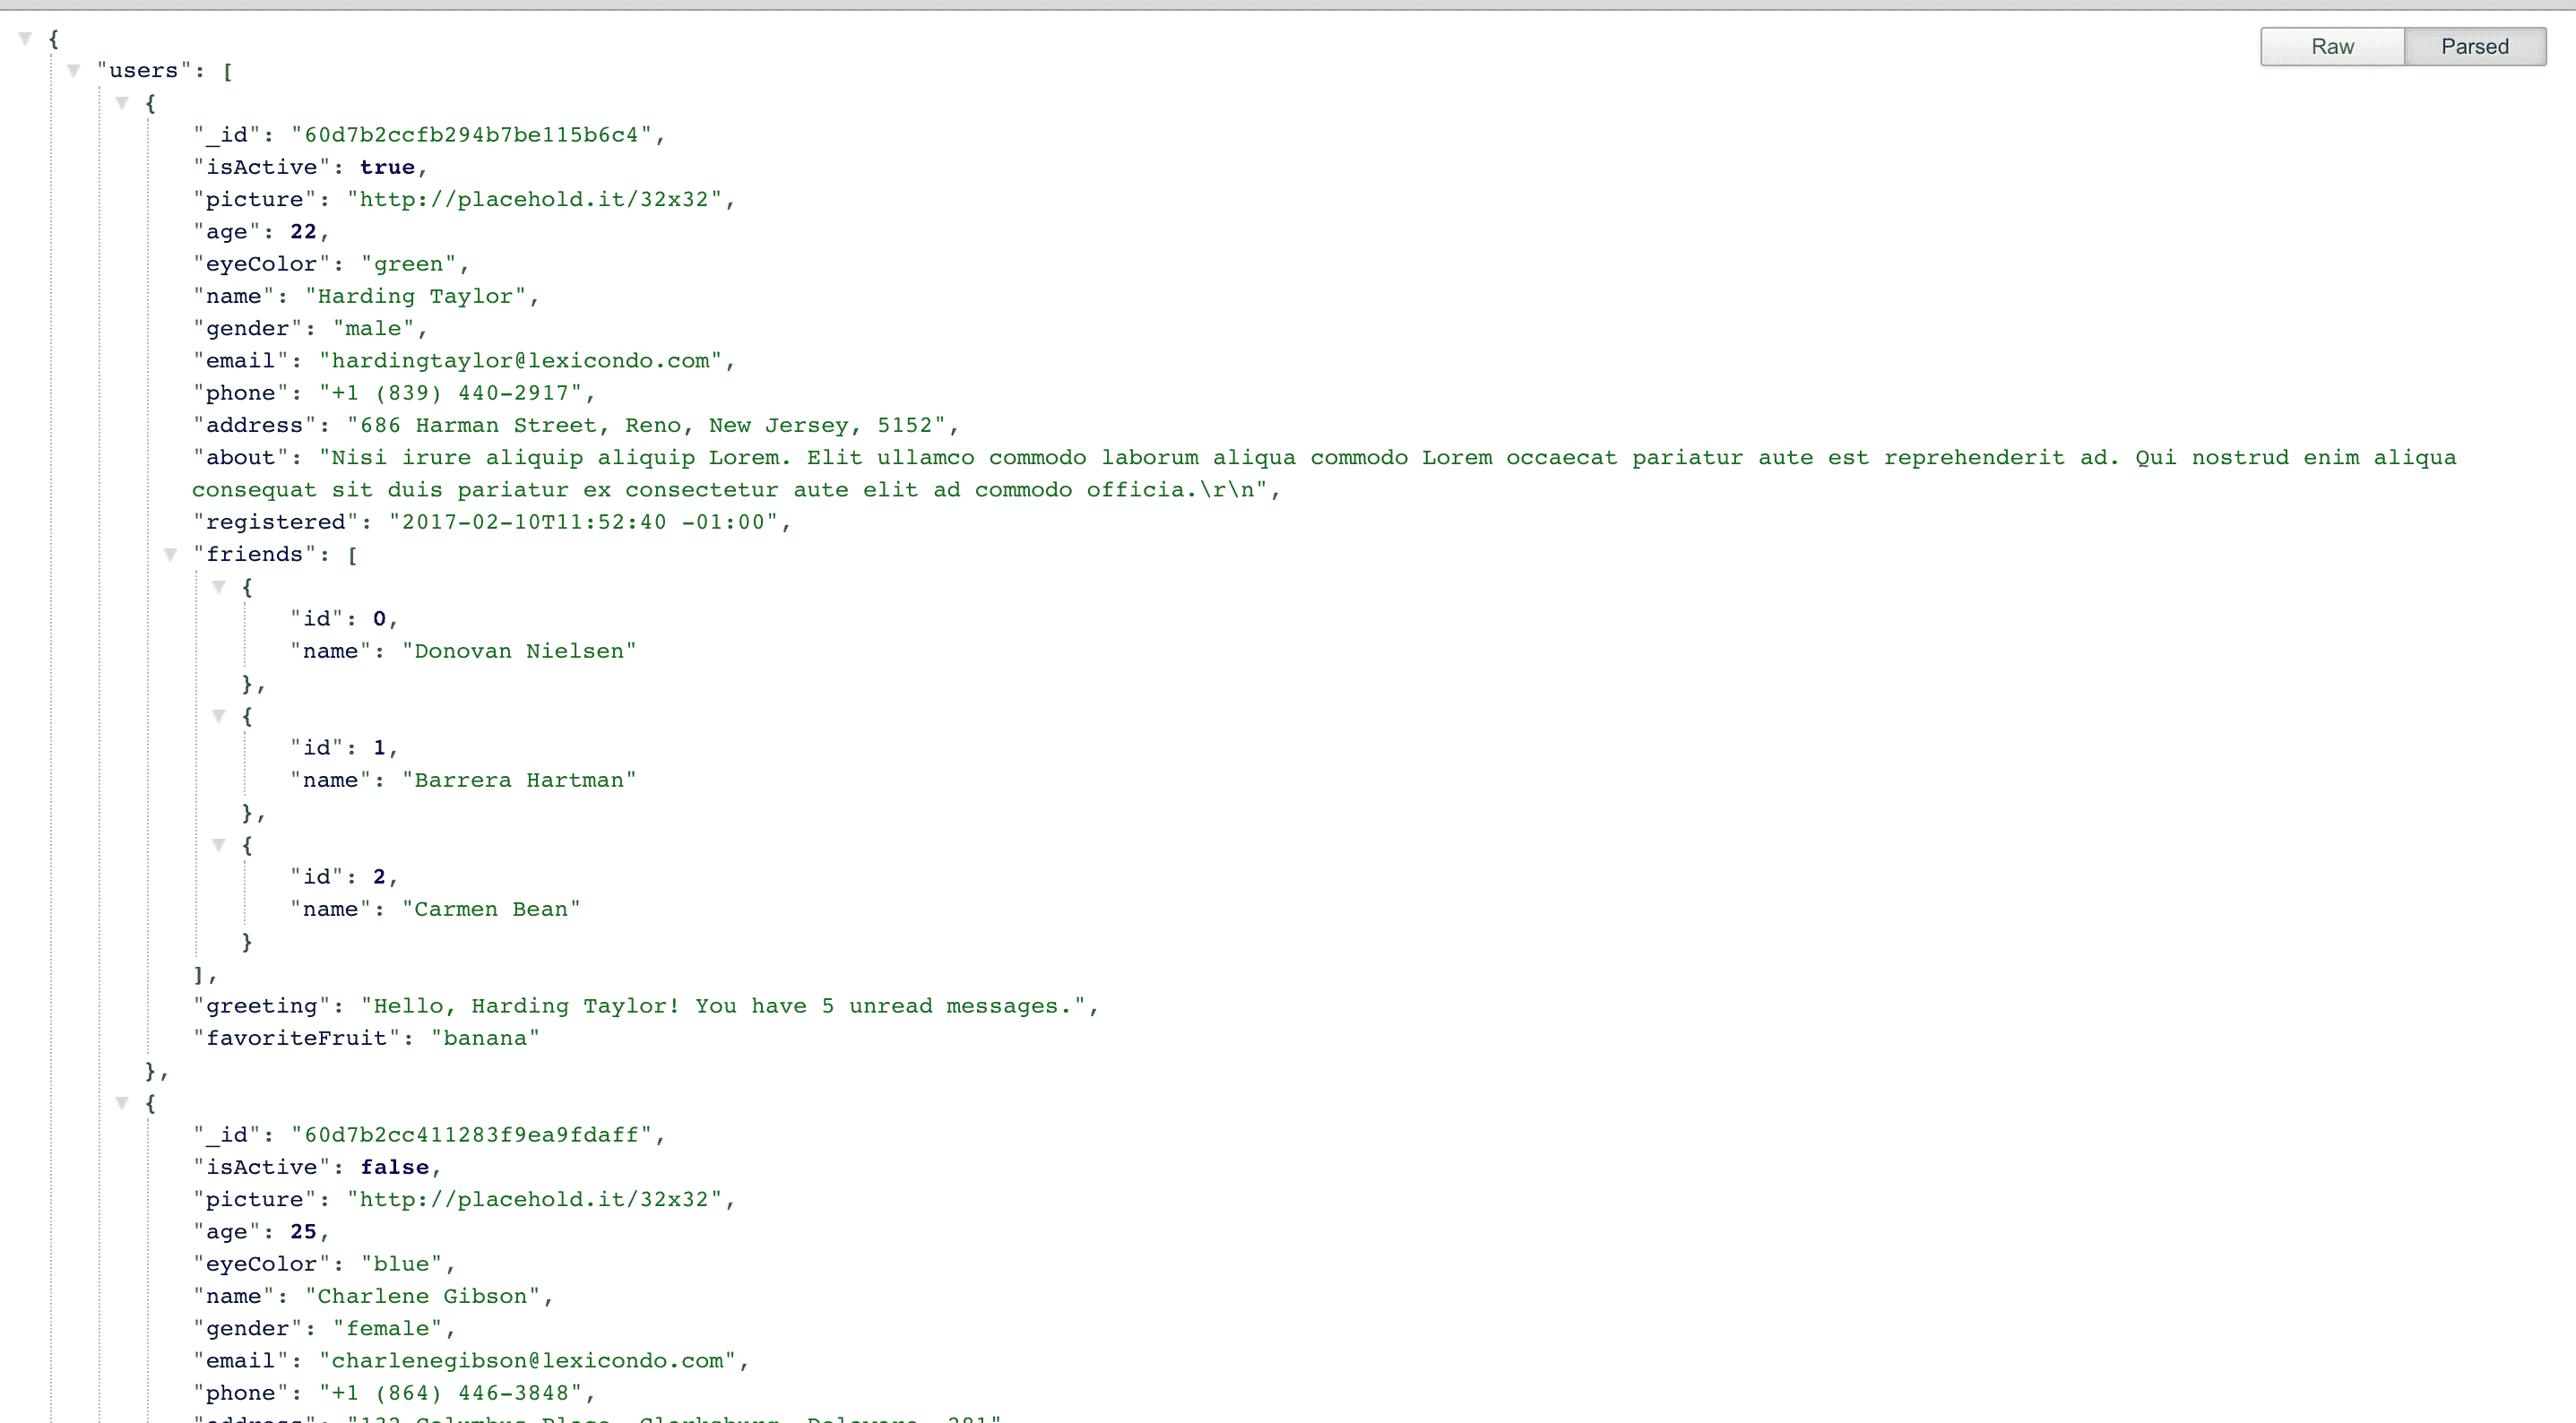 {
Raw Parsed
"users": [
{
"_id": "60d7b2ccfb294b7be115b6c4",
"isActive": true,
"picture": "http://placehold.it/32x32",
"age": 22,
"eyeColor": "green",
"name": "Harding Taylor",
"gender": "male",
"email": "hardingtaylor@lexicondo.com",
"phone": "+1 (839) 440-2917",
"address": "686 Harman Street, Reno, New Jersey, 5152",
"about": "Nisi irure aliquip aliquip Lorem. Elit ullamco commodo laborum aliqua commodo Lorem occaecat pariatur aute est reprehenderit ad. Qui nostrud enim aliqua
consequat sit duis pariatur ex consectetur aute elit ad commodo officia.\r\n",
"registered": "2017-02-10T11:52:40 -01:00",
"friends": [
{
"id": 0,
"name": "Donovan Nielsen"
},
{
"id": 1,
"name": "Barrera Hartman"
},
{
"id": 2,
"name": "Carmen Bean"
}
],
"greeting": "Hello, Harding Taylor! You have 5 unread messages.",
"favoriteFruit": "banana"
},
{
"_id": "60d7b2cc411283f9ea9fdaff",
"isActive": false,
"picture": "http://placehold.it/32x32",
"age": 25,
"eyeColor": "blue",
"name": "Charlene Gibson",
"gender": "female",
"email": "charlenegibson@lexicondo.com",
"phone": "+1 (864) 446-3848",
"address": Columbus Place, Clarksburg, Delaware,